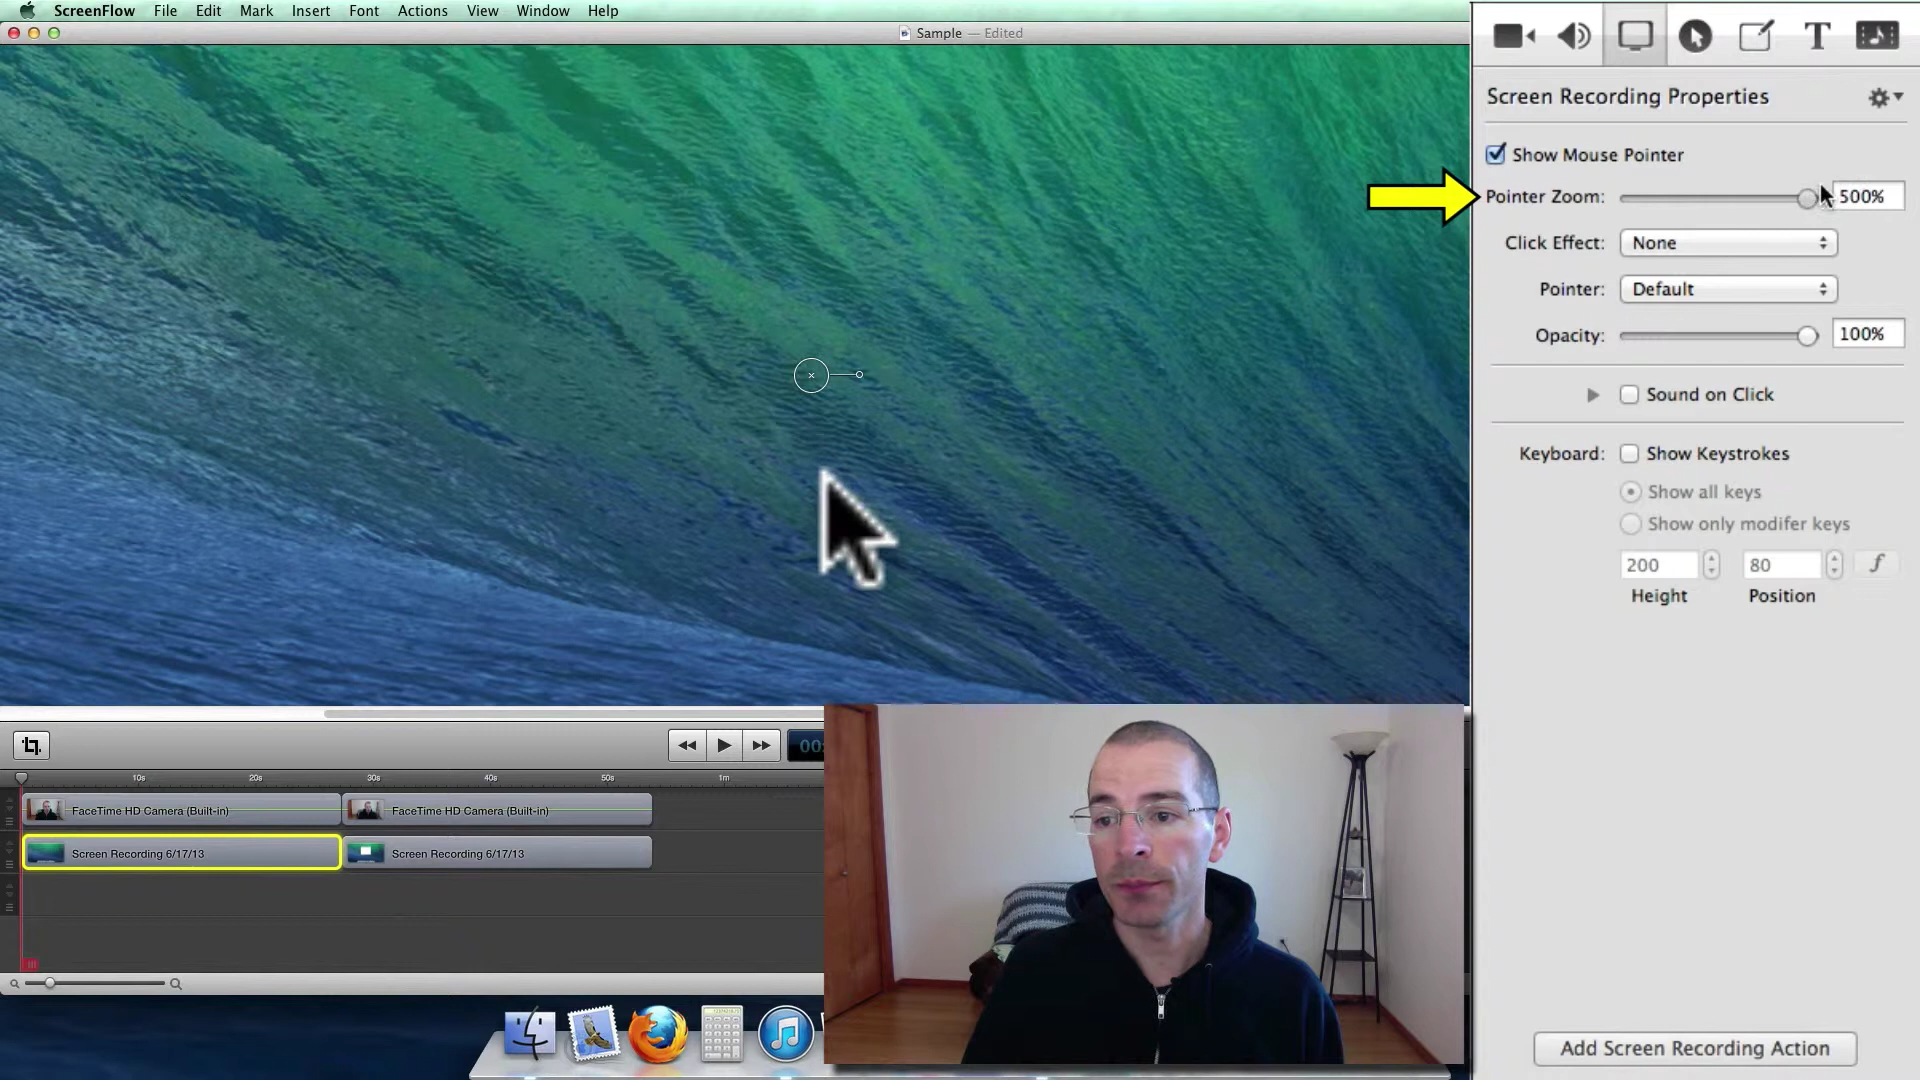 ScreenFlow File Edit Mark Insert Font Actions View Window Help
Sample — Edited
Screen Recording Properties
Show Mouse Pointer
Pointer Zoom: 500%
Click Effect: None
Pointer: Default
Opacity: 100%
Sound on Click
Keyboard: Show Keystrokes
Show all keys
Show only modifer keys
200 80 f
Height Position
00:
10s 20s 30s 40s 50s 1m
FaceTime HD Camera (Built-in) FaceTime HD Camera (Built-in)
Screen Recording 6/17/13 Screen Recording 6/17/13
Add Screen Recording Action